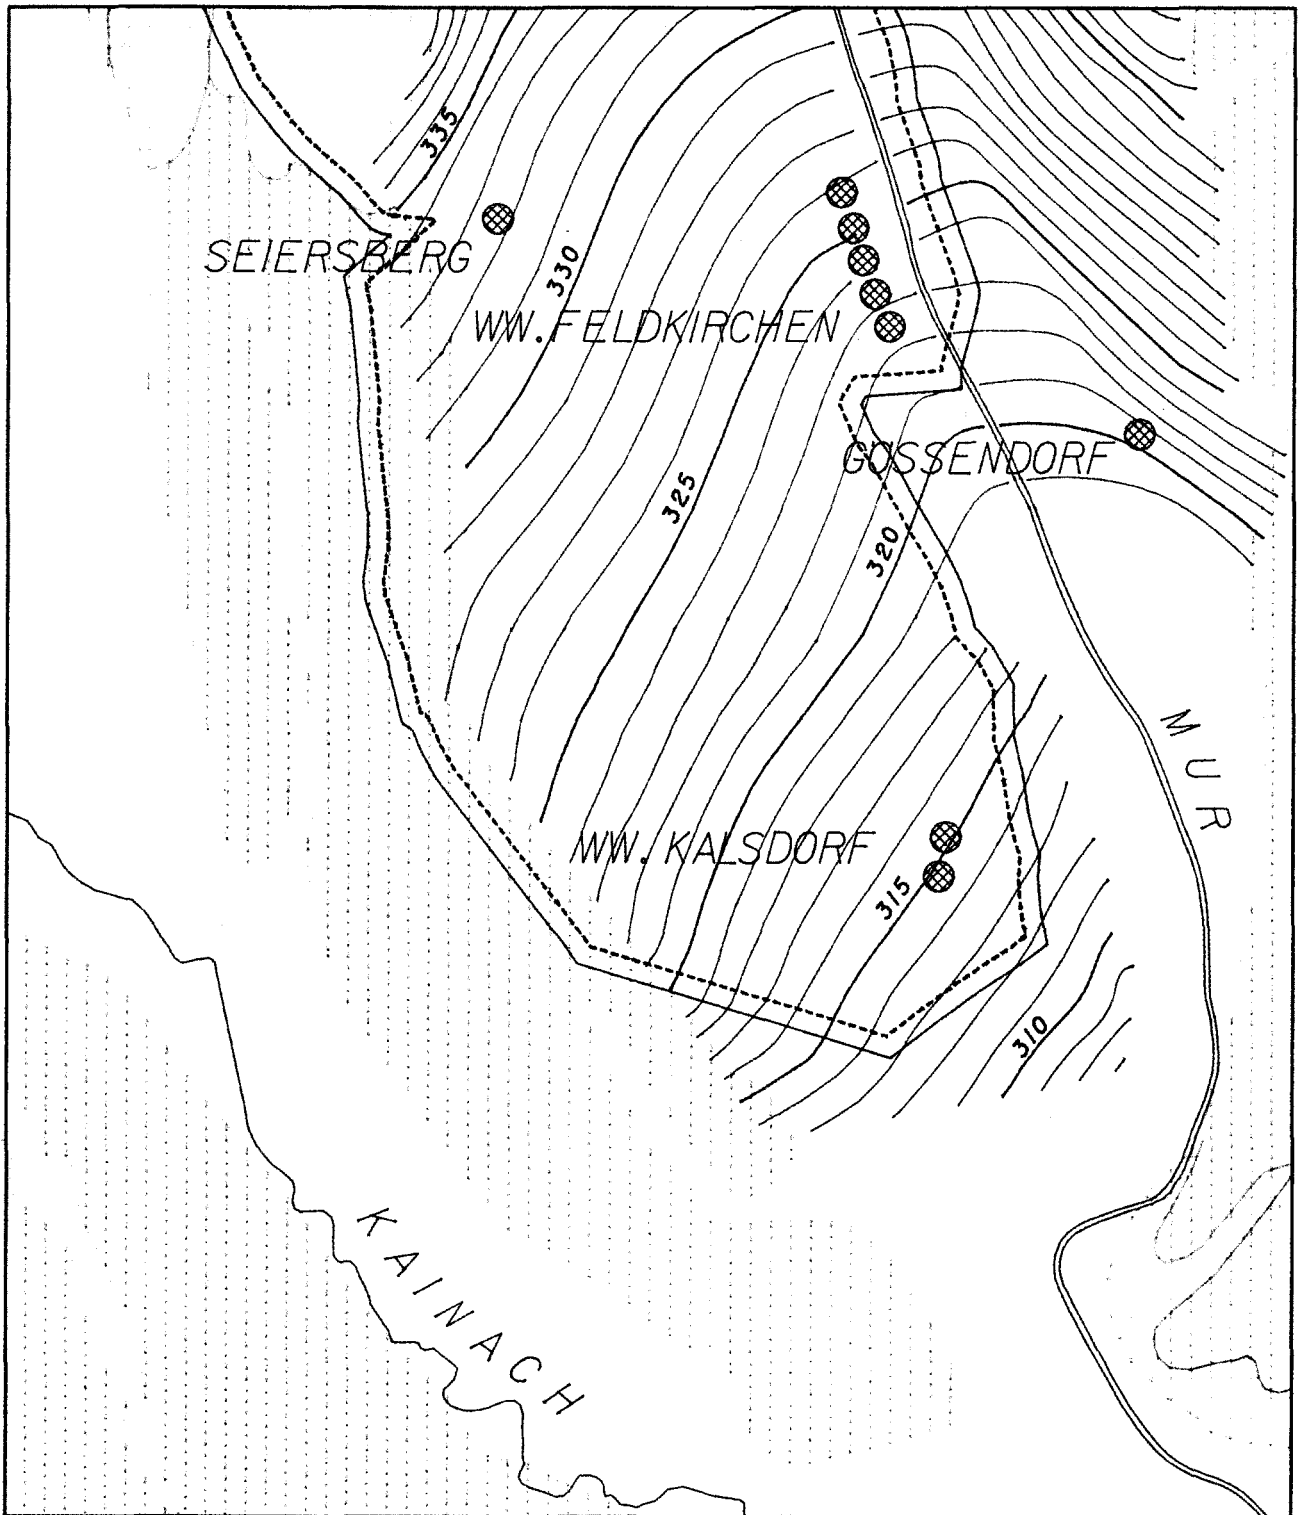 335
SEIERSBERG
330
WW. FELDKIRCHEN
GÖSSENDORF
325
320
MUR
WW. KALSDORF
315
310
KAINACH